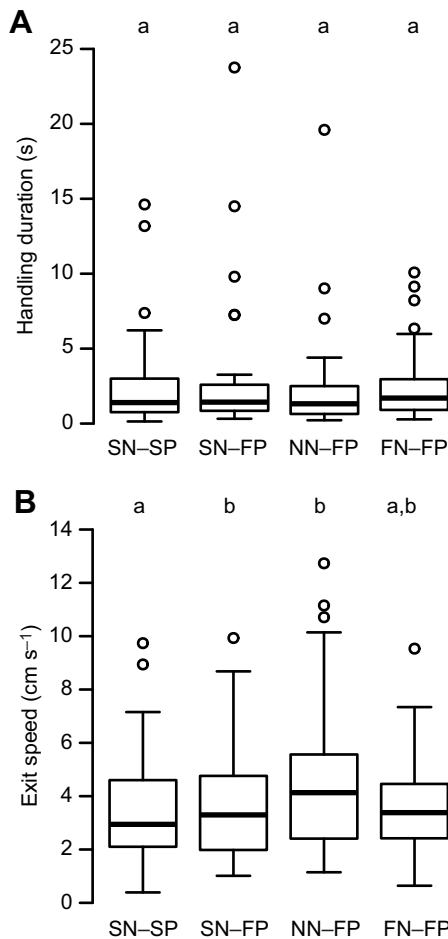 A
a a a a
25
20
15
10
5
0
Handling duration (s)
SN–SP SN–FP NN–FP FN–FP
B
a b b a,b
14
12
10
8
6
4
2
0
Exit speed (cm s⁻¹)
SN–SP SN–FP NN–FP FN–FP